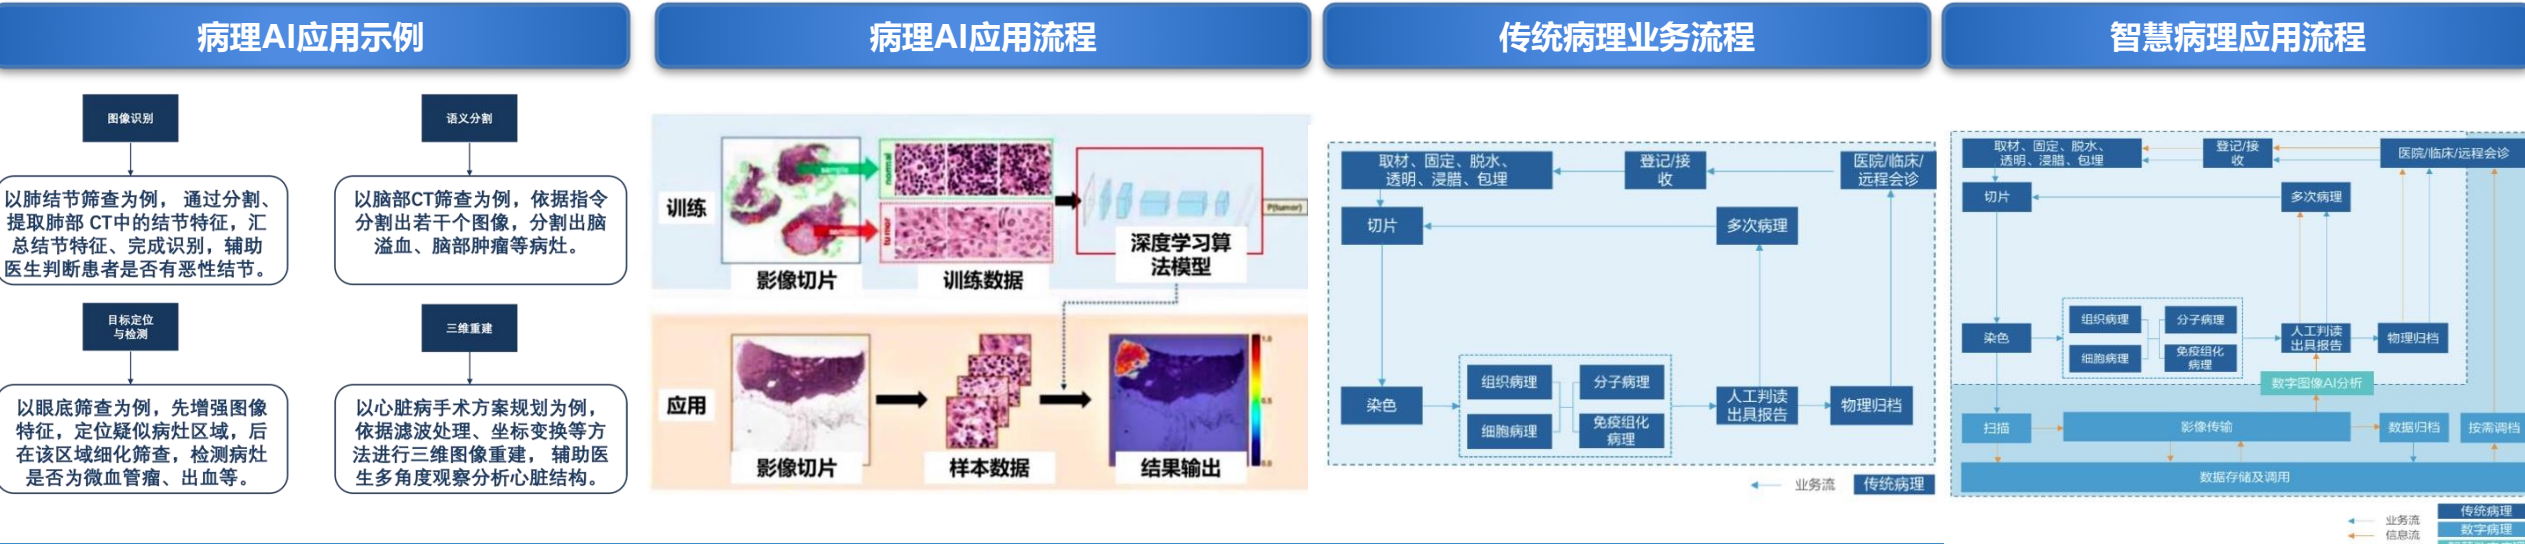 病理AI应用示例
图像识别
以肺结节筛查为例， 通过分割、
提取肺部 CT中的结节特征，汇
总结节特征、完成识别，辅助
医生判断患者是否有恶性结节。
语义分割
以脑部CT筛查为例，依据指令
分割出若干个图像，分割出脑
溢血、脑部肿瘤等病灶。
目标定位
与检测
以眼底筛查为例，先增强图像
特征，定位疑似病灶区域，后
在该区域细化筛查，检测病灶
是否为微血管瘤、出血等。
三维重建
以心脏病手术方案规划为例，
依据滤波处理、坐标变换等方
法进行三维图像重建， 辅助医
生多角度观察分析心脏结构。
病理AI应用流程
训练
normal
tumor
P(tumor)
影像切片
训练数据
深度学习算
法模型
应用
1.0
0.5
0.0
影像切片
样本数据
结果输出
传统病理业务流程
取材、固定、脱水、
透明、浸腊、包埋
登记/接
收
医院/临床/
远程会诊
切片
多次病理
组织病理
分子病理
染色
人工判读
出具报告
物理归档
细胞病理
免疫组化
病理
业务流
传统病理
智慧病理应用流程
取材、固定、脱水、
透明、浸腊、包埋
登记/接
收
医院/临床/远程会诊
切片
多次病理
组织病理
分子病理
染色
人工判读
出具报告
物理归档
细胞病理
免疫组化
病理
数字图像AI分析
扫描
影像传输
数据归档
按需调档
数据存储及调用
业务流
传统病理
信息流
数字病理